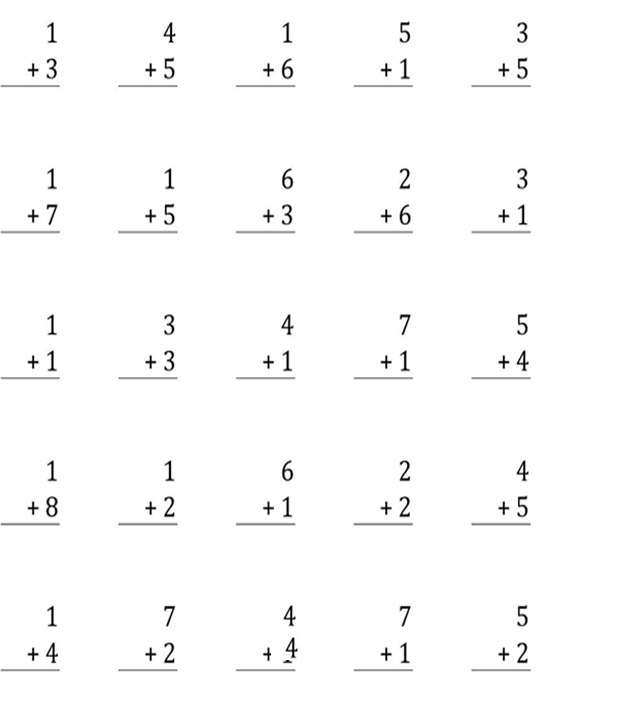 1 4 1 5 3
+ 3 + 5 + 6 + 1 + 5
1 1 6 2 3
+ 7 + 5 + 3 + 6 + 1
1 3 4 7 5
+ 1 + 3 + 1 + 1 + 4
1 1 6 2 4
+ 8 + 2 + 1 + 2 + 5
1 7 4 7 5
+ 4 + 2 + 4 + 1 + 2